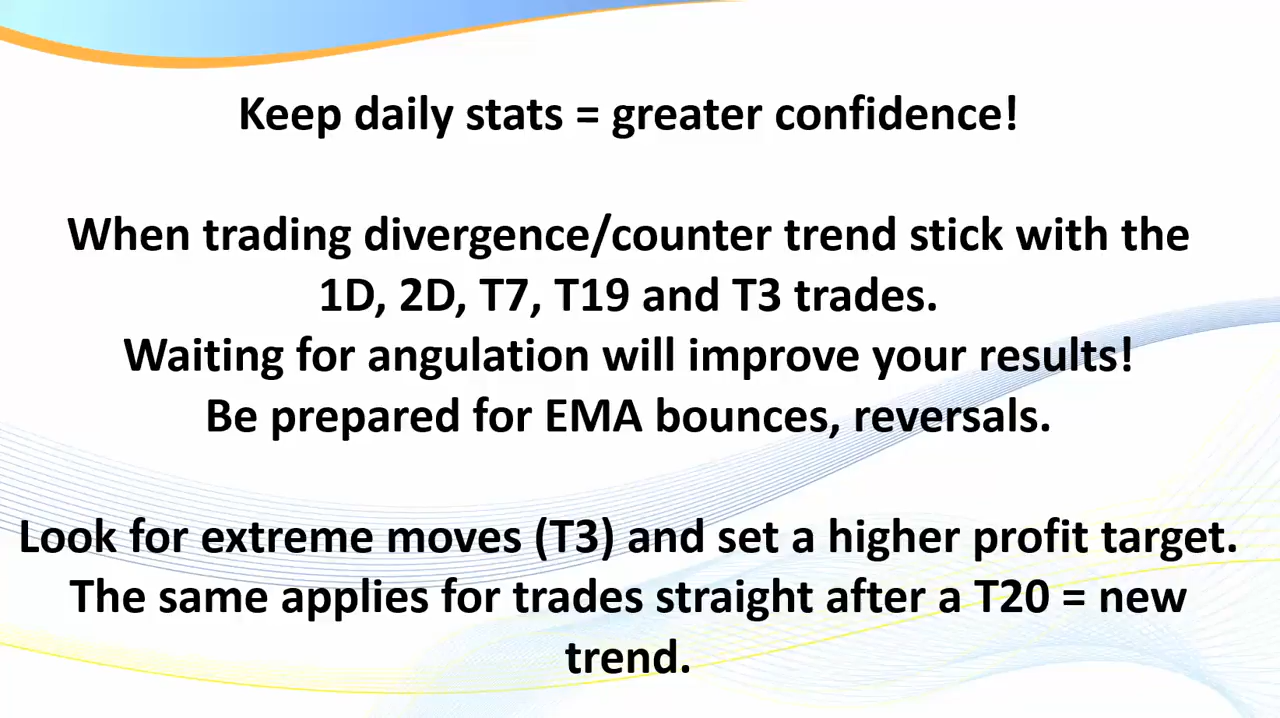 Keep daily stats = greater confidence!
When trading divergence/counter trend stick with the
1D, 2D, T7, T19 and T3 trades.
Waiting for angulation will improve your results!
Be prepared for EMA bounces, reversals.
Look for extreme moves (T3) and set a higher profit target.
The same applies for trades straight after a T20 = new
trend.